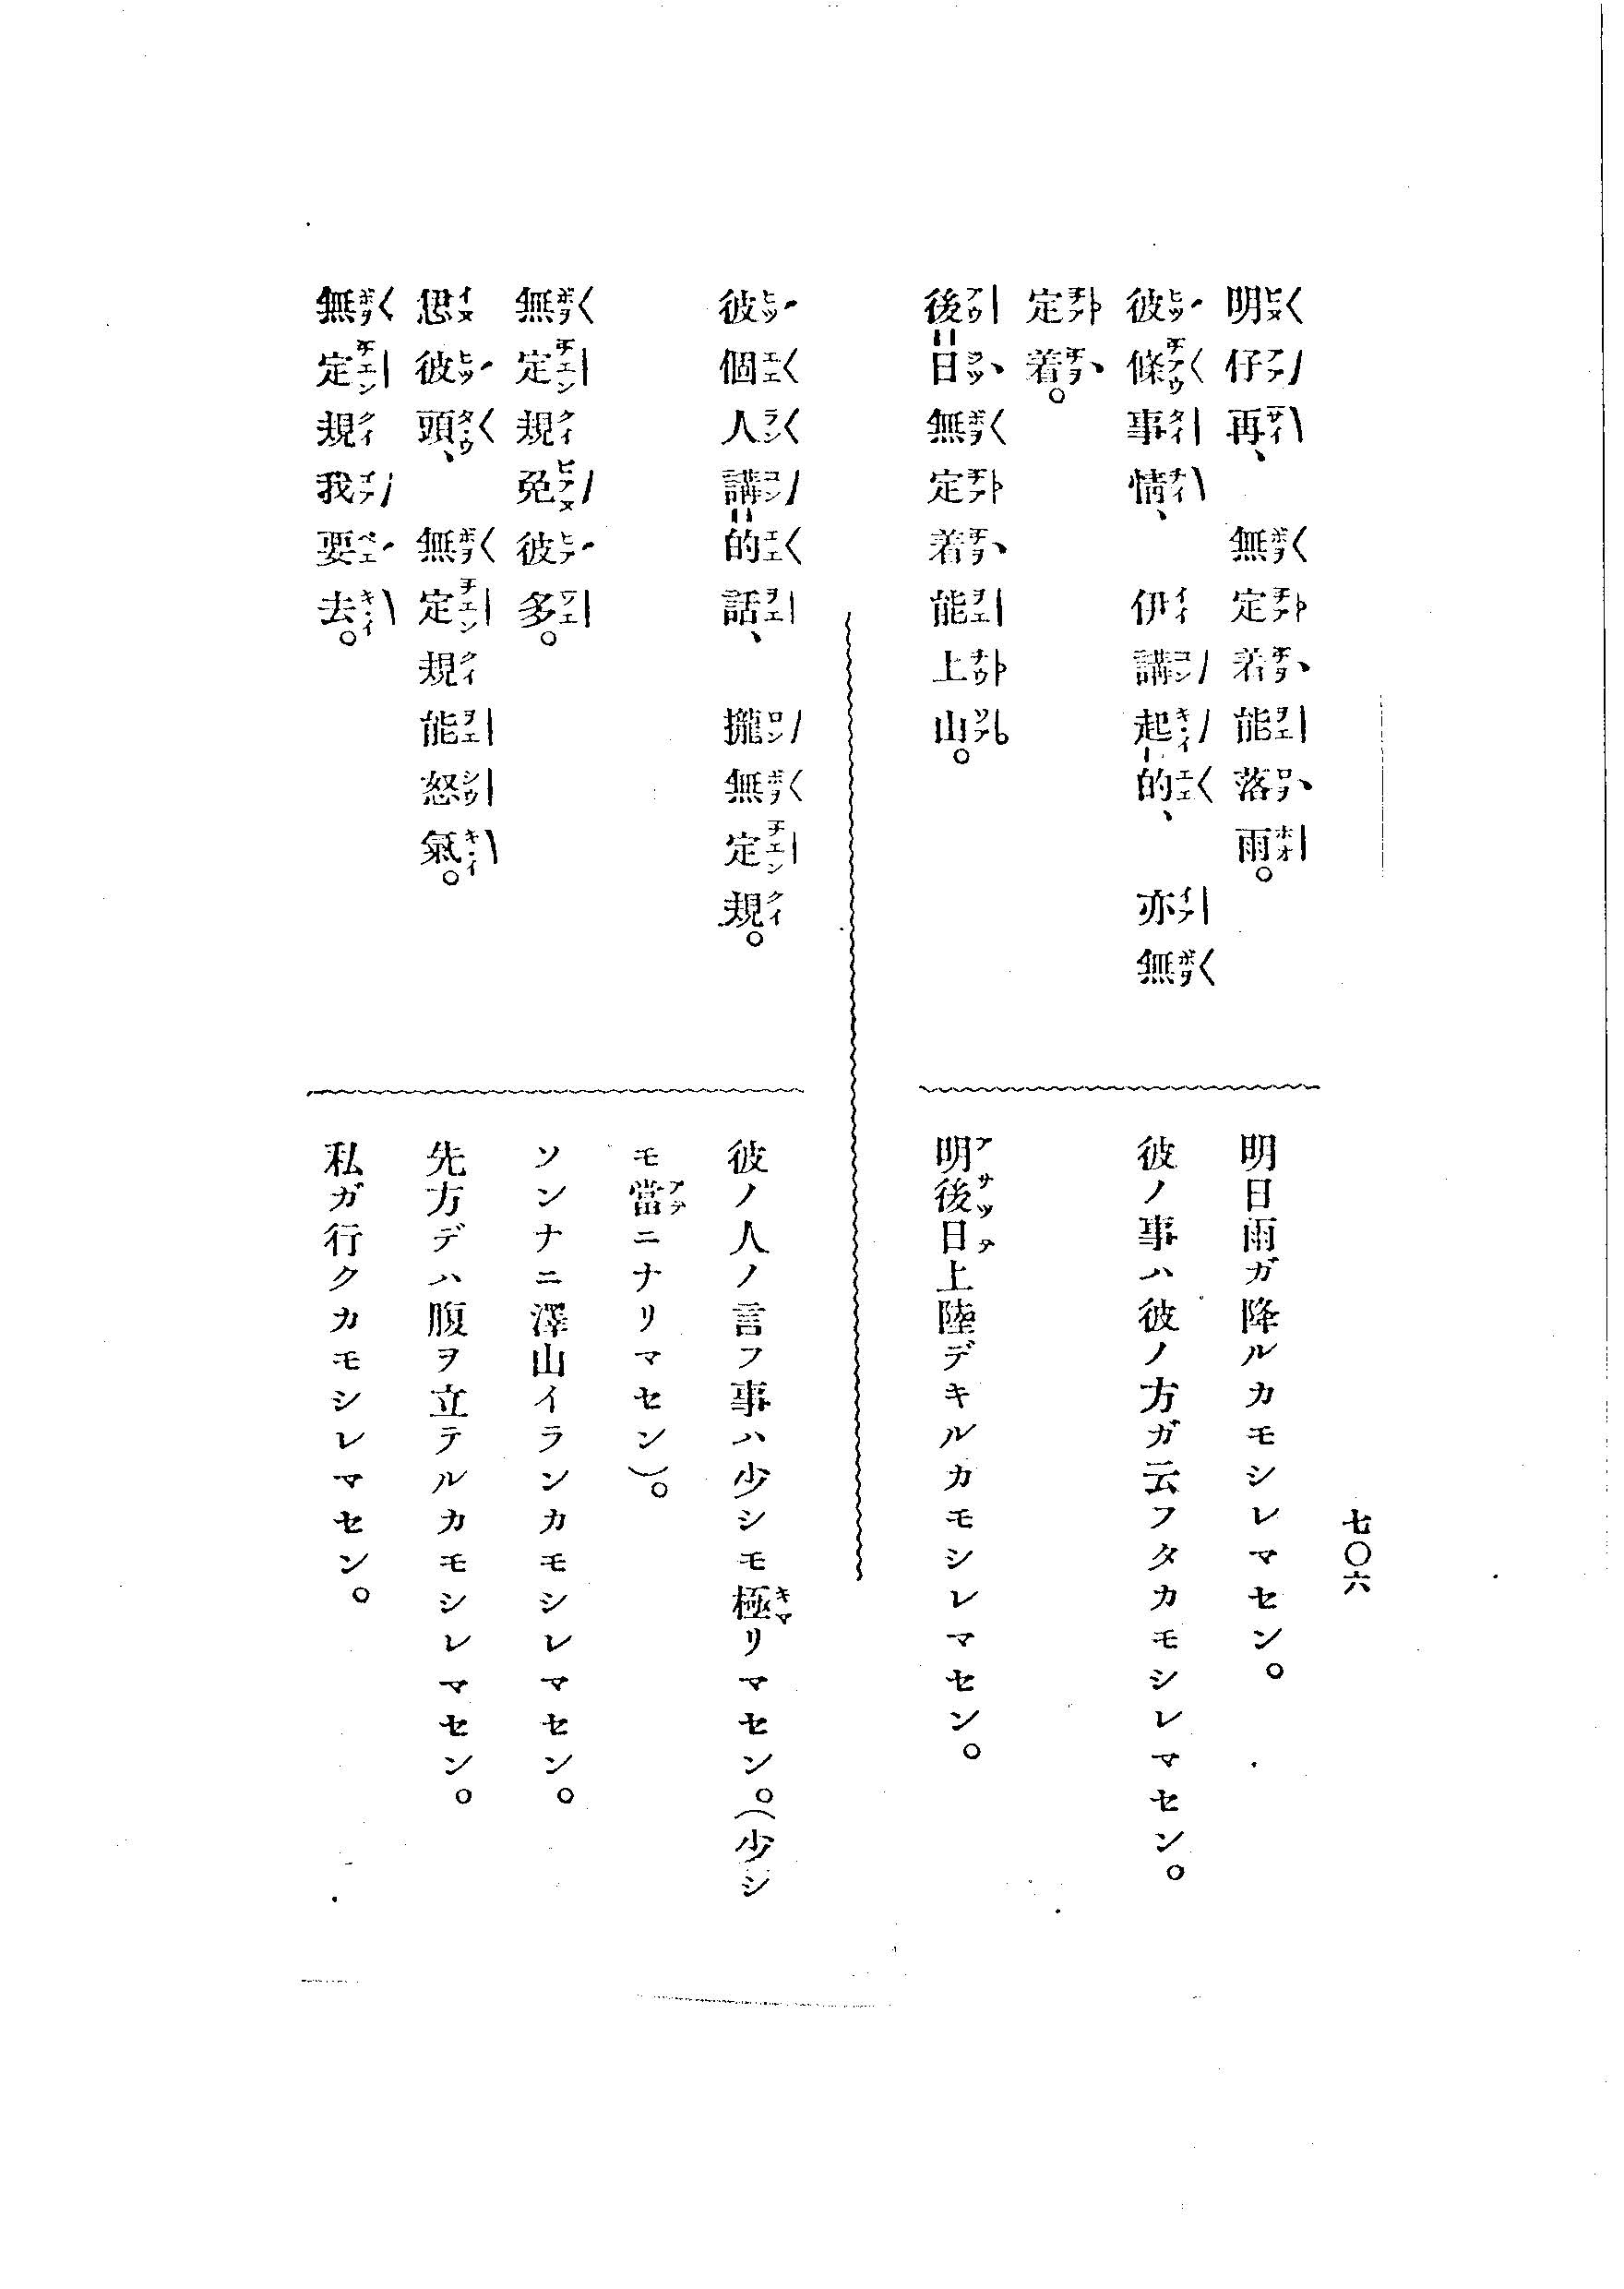 七〇六
明仔再、無定着能落雨。
明日雨ガ降ルカモシレマセン。
彼條事情、伊講起的、亦無
定着。
彼ノ事ハ彼ノ方ガ云フタカモシレマセン。
後日無定着能上山。
明後日上陸デキルカモシレマセン。
彼個人講的話、攏無定規。
彼ノ人ノ言フ事ハ少シモ極リマセン。(少シ
モ當ニナリマセン)。
無定規免彼多。
ソンナニ澤山イランカモシレマセン。
恁彼頭、無定規能怒氣。
先方デハ腹ヲ立テルカモシレマセン。
無定規我要去。
私ガ行クカモシレマセン。